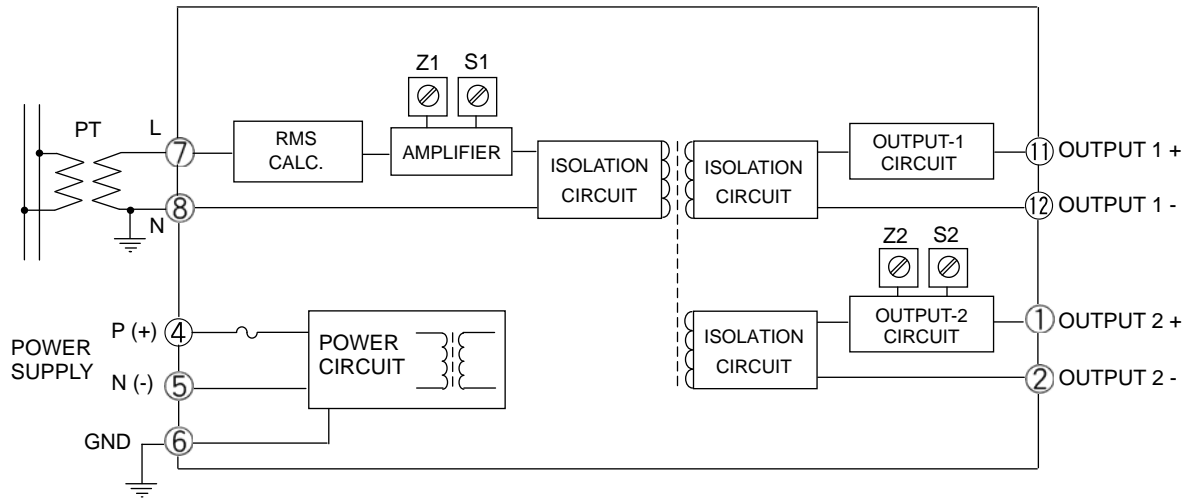 Z1 S1
PT
L
7
RMS
CALC.
AMPLIFIER
ISOLATION
CIRCUIT
ISOLATION
CIRCUIT
OUTPUT-1
CIRCUIT
11 OUTPUT 1 +
8
N
12 OUTPUT 1 -
Z2 S2
POWER
SUPPLY
P (+) 4
N (-) 5
GND 6
POWER
CIRCUIT
ISOLATION
CIRCUIT
OUTPUT-2
CIRCUIT
1 OUTPUT 2 +
2 OUTPUT 2 -